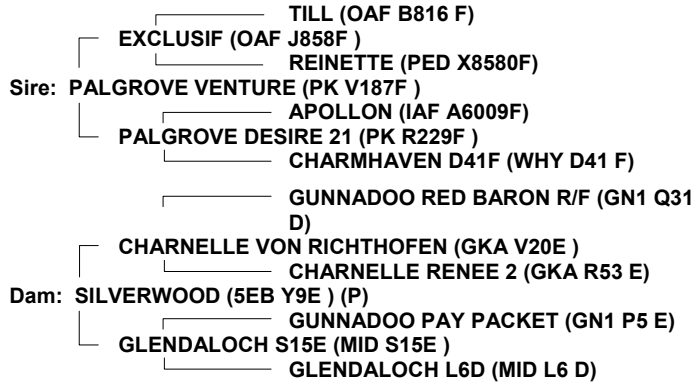 TILL (OAF B816 F)
EXCLUSIF (OAF J858F )
REINETTE (PED X8580F)
Sire: PALGROVE VENTURE (PK V187F )
APOLLON (IAF A6009F)
PALGROVE DESIRE 21 (PK R229F )
CHARMHAVEN D41F (WHY D41 F)
GUNNADOO RED BARON R/F (GN1 Q31
D)
CHARNELLE VON RICHTHOFEN (GKA V20E )
CHARNELLE RENEE 2 (GKA R53 E)
Dam: SILVERWOOD (5EB Y9E ) (P)
GUNNADOO PAY PACKET (GN1 P5 E)
GLENDALOCH S15E (MID S15E )
GLENDALOCH L6D (MID L6 D)